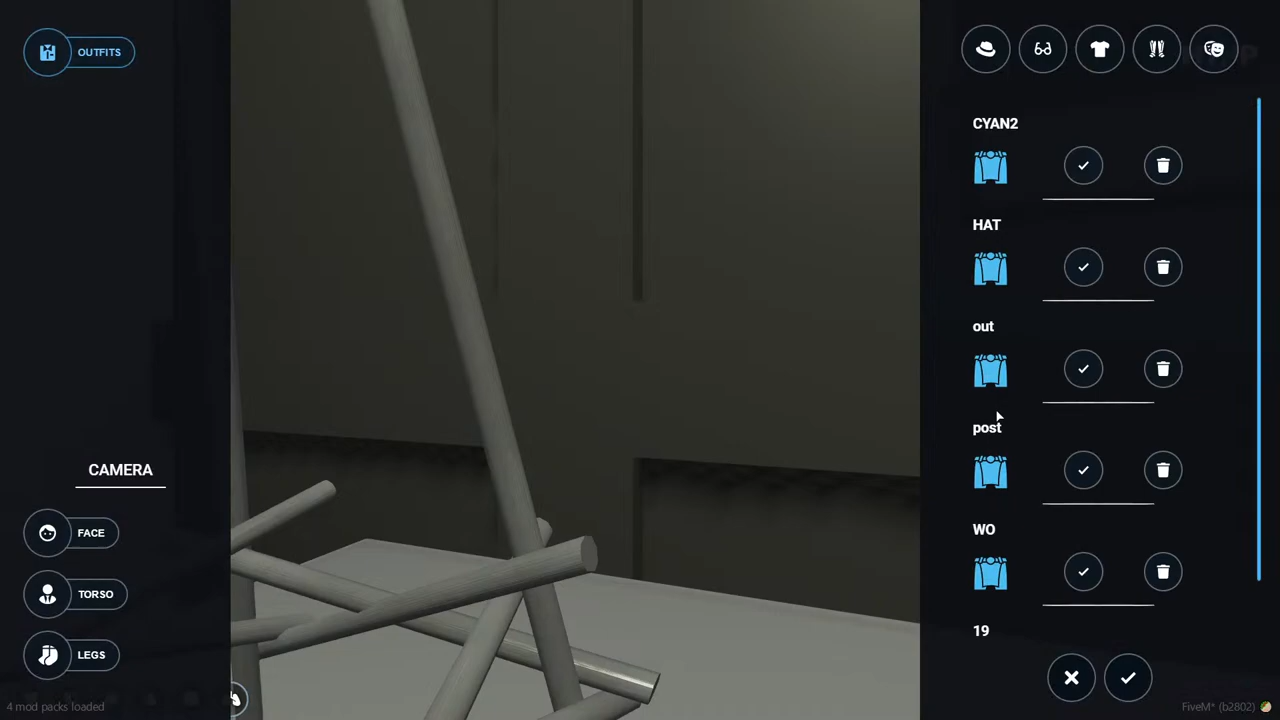 OUTFITS
CYAN2
HAT
out
post
WO
19
CAMERA
FACE
TORSO
LEGS
4 mod packs loaded
FiveM* (b2802)